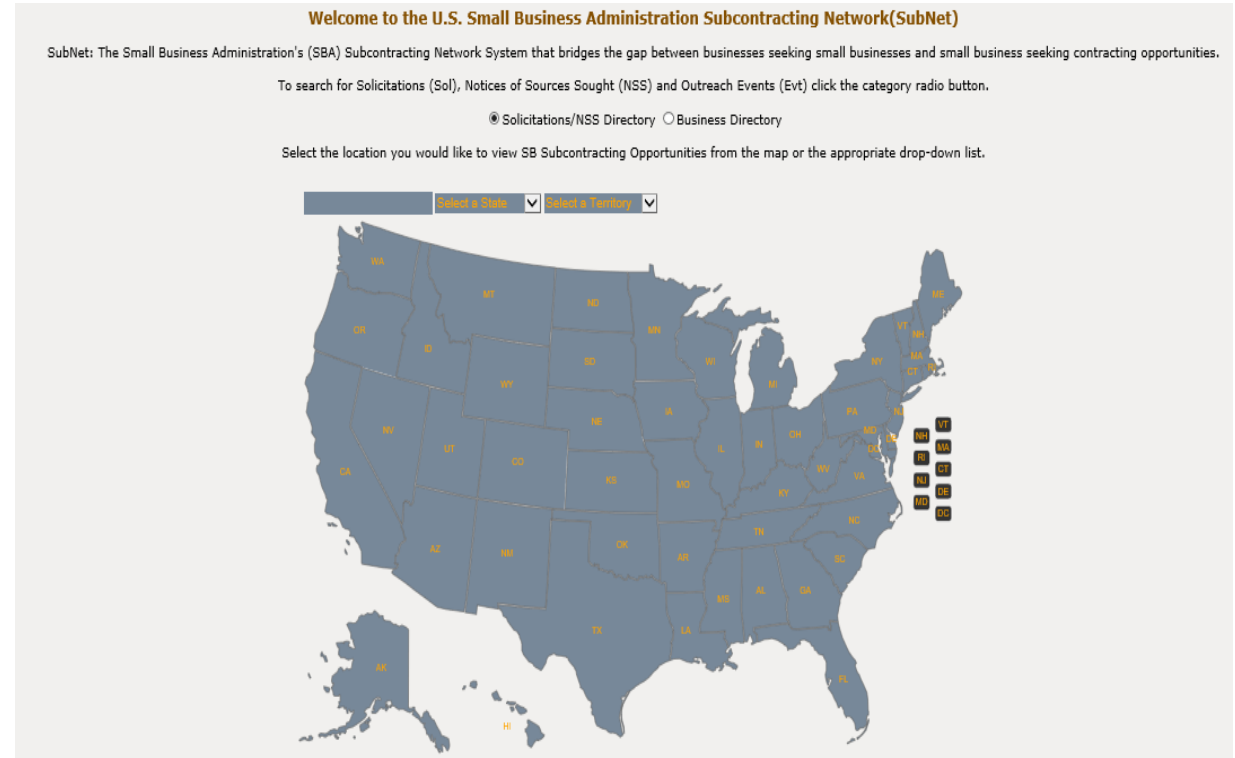 Welcome to the U.S. Small Business Administration Subcontracting Network(SubNet)
SubNet: The Small Business Administration's (SBA) Subcontracting Network System that bridges the gap between businesses seeking small businesses and small business seeking contracting opportunities.
To search for Solicitations (Sol), Notices of Sources Sought (NSS) and Outreach Events (Evt) click the category radio button.
Solicitations/NSS Directory Business Directory
Select the location you would like to view SB Subcontracting Opportunities from the map or the appropriate drop-down list.
Select a State Select a Territory
WA
MT
ND
ME
OR
MN
VT
NH
ID
SD
WI
NY
MA
CT
RI
WY
MI
IA
PA
NJ
NE
NV
OH
MD
VT
NH
UT
CO
IL
IN
DE
DC
MA
CA
KS
MO
WV
VA
RI
CT
KY
NJ
DE
MD
DC
NC
TN
AZ
NM
OK
AR
SC
MS
AL
GA
TX
LA
AK
FL
HI